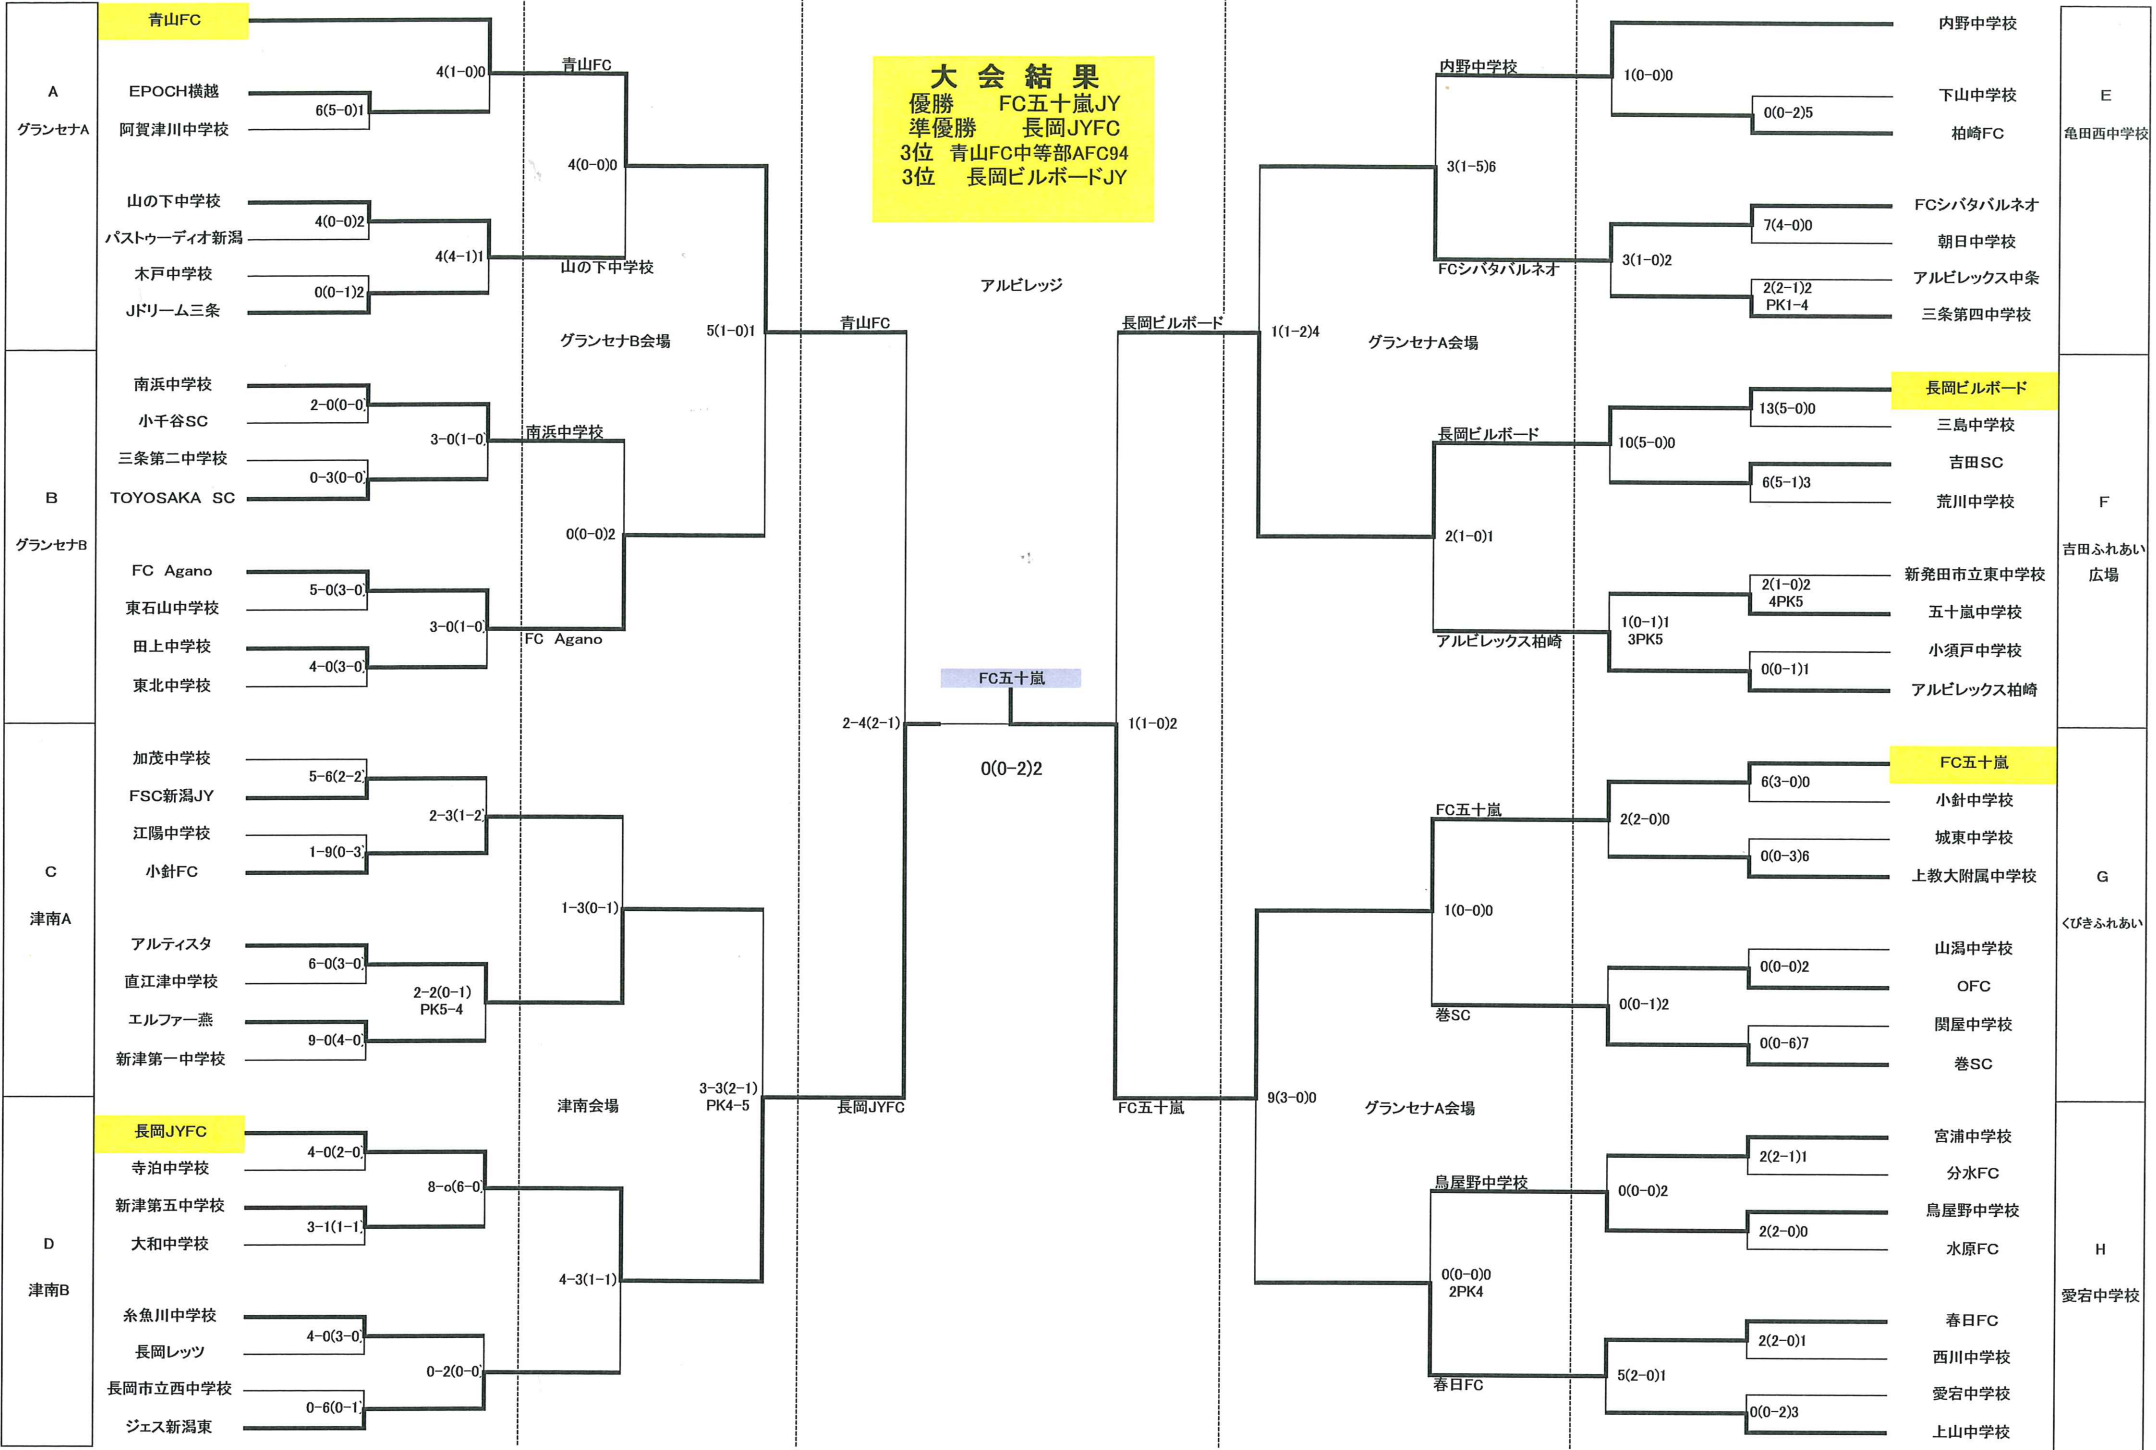 大会結果
優勝 FC五十嵐JY
準優勝 長岡JYFC
3位 青山FC中等部AFC94
3位 長岡ビルボードJY
A
グランセナA
青山FC
EPOCH横越
阿賀津川中学校
山の下中学校
パストゥーディオ新潟
木戸中学校
Jドリーム三条
6(5-0)1
4(1-0)0
4(0-0)2
0(0-1)2
4(4-1)1
青山FC
4(0-0)0
山の下中学校
グランセナB会場
5(1-0)1
B
グランセナB
南浜中学校
小千谷SC
三条第二中学校
TOYOSAKA SC
FC Agano
東石山中学校
田上中学校
東北中学校
2-0(0-0)
0-3(0-0)
3-0(1-0)
5-0(3-0)
4-0(3-0)
3-0(1-0)
南浜中学校
0(0-0)2
FC Agano
C
津南A
加茂中学校
FSC新潟JY
江陽中学校
小針FC
アルティスタ
直江津中学校
エルファー燕
新津第一中学校
5-6(2-2)
1-9(0-3)
2-3(1-2)
6-0(3-0)
9-0(4-0)
2-2(0-1)
PK5-4
1-3(0-1)
津南会場
3-3(2-1)
PK4-5
D
津南B
長岡JYFC
寺泊中学校
新津第五中学校
大和中学校
糸魚川中学校
長岡レッツ
長岡市立西中学校
ジェス新潟東
4-0(2-0)
3-1(1-1)
8-o(6-0)
4-0(3-0)
0-6(0-1)
0-2(0-0)
4-3(1-1)
青山FC
2-4(2-1)
長岡JYFC
アルビレッジ
FC五十嵐
0(0-2)2
長岡ビルボード
1(1-0)2
FC五十嵐
内野中学校
3(1-5)6
FCシバタバルネオ
1(1-2)4
グランセナA会場
長岡ビルボード
2(1-0)1
アルビレックス柏崎
FC五十嵐
1(0-0)0
巻SC
9(3-0)0
グランセナA会場
鳥屋野中学校
0(0-0)0
2PK4
春日FC
1(0-0)0
0(0-2)5
7(4-0)0
3(1-0)2
2(2-1)2
PK1-4
内野中学校
下山中学校
柏崎FC
FCシバタバルネオ
朝日中学校
アルビレックス中条
三条第四中学校
E
亀田西中学校
13(5-0)0
10(5-0)0
6(5-1)3
2(1-0)2
4PK5
1(0-1)1
3PK5
0(0-1)1
長岡ビルボード
三島中学校
吉田SC
荒川中学校
新発田市立東中学校
五十嵐中学校
小須戸中学校
アルビレックス柏崎
F
吉田ふれあい
広場
6(3-0)0
2(2-0)0
0(0-3)6
0(0-0)2
0(0-1)2
0(0-6)7
FC五十嵐
小針中学校
城東中学校
上教大附属中学校
山潟中学校
OFC
関屋中学校
巻SC
G
くびきふれあい
2(2-1)1
0(0-0)2
2(2-0)0
2(2-0)1
5(2-0)1
0(0-2)3
宮浦中学校
分水FC
鳥屋野中学校
水原FC
春日FC
西川中学校
愛宕中学校
上山中学校
H
愛宕中学校